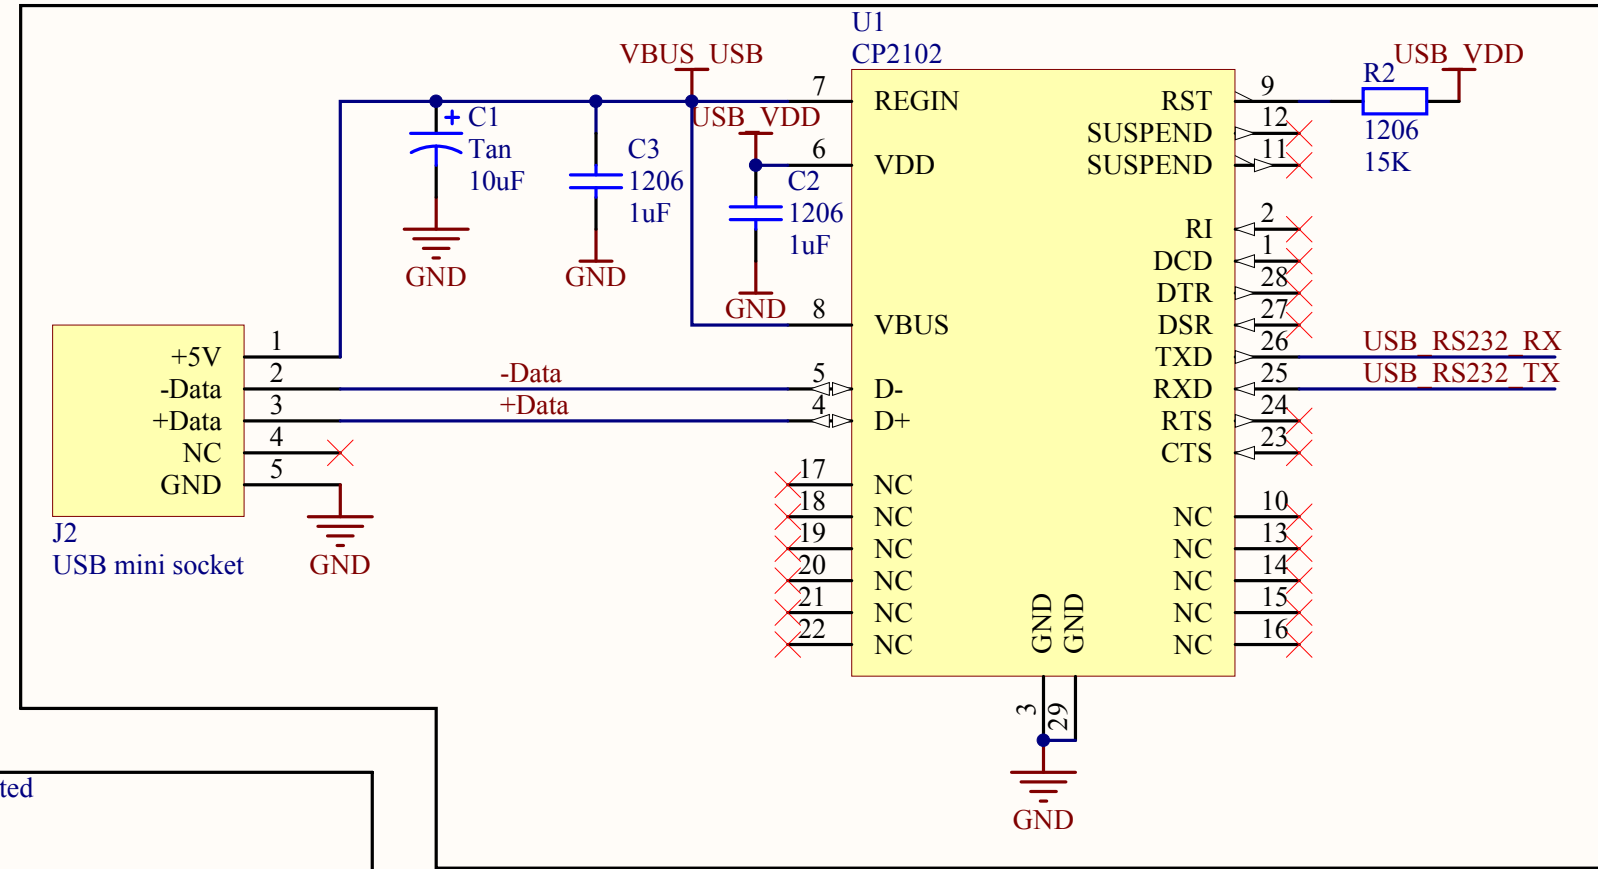 U1
CP2102
VBUS_USB
USB_VDD
R2
1206
15K
7
REGIN
RST
9
USB_VDD
C1
Tan
10uF
C3
1206
1uF
6
VDD
C2
1206
1uF
SUSPEND
12
SUSPEND
11
GND
GND
GND
RI
2
DCD
1
DTR
28
DSR
27
8
VBUS
TXD
26
USB_RS232_RX
RXD
25
USB_RS232_TX
RTS
24
CTS
23
+5V
1
-Data
2
-Data
5
D-
+Data
3
+Data
4
D+
NC
4
GND
5
J2
USB mini socket
GND
17
NC
18
NC
19
NC
20
NC
21
NC
22
NC
NC
10
NC
13
NC
14
NC
15
NC
16
GND
GND
3
29
GND
ted